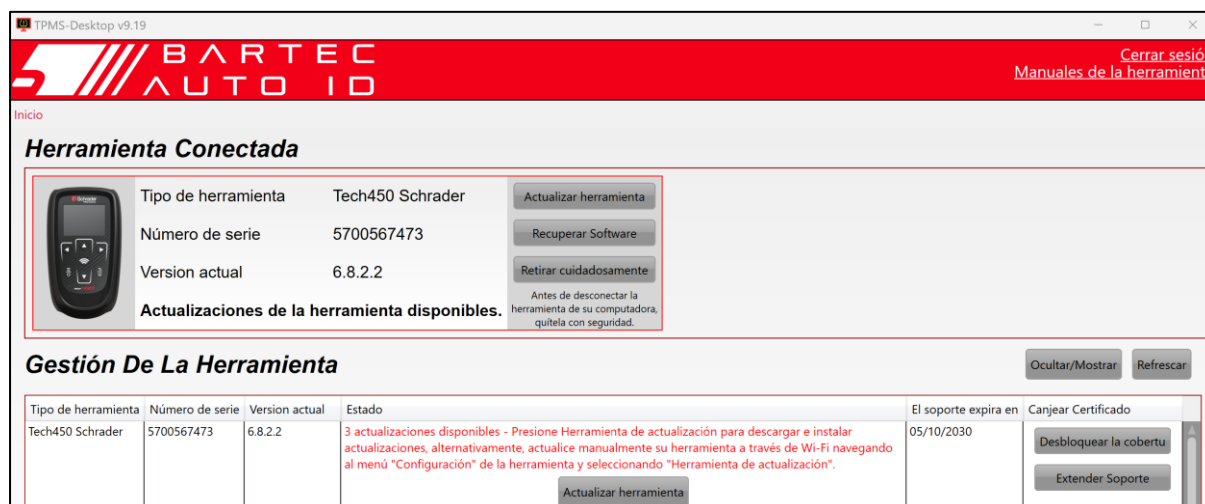 TPMS-Desktop v9.19
BARTEC
AUTO ID
Cerrar sesió
Manuales de la herramient
Inicio
Herramienta Conectada
Schrader
Tipo de herramienta Tech450 Schrader Actualizar herramienta
Número de serie 5700567473 Recuperar Software
Version actual 6.8.2.2 Retirar cuidadosamente
Actualizaciones de la herramienta disponibles.
Antes de desconectar la
herramienta de su computadora,
quítela con seguridad.
Gestión De La Herramienta Ocultar/Mostrar Refrescar
Tipo de herramienta Número de serie Version actual Estado El soporte expira en Canjear Certificado
Tech450 Schrader 5700567473 6.8.2.2 3 actualizaciones disponibles - Presione Herramienta de actualización para descargar e instalar 05/10/2030 Desbloquear la cobertu
actualizaciones, alternativamente, actualice manualmente su herramienta a través de Wi-Fi navegando
al menú "Configuración" de la herramienta y seleccionando "Herramienta de actualización".
Extender Soporte
Actualizar herramienta